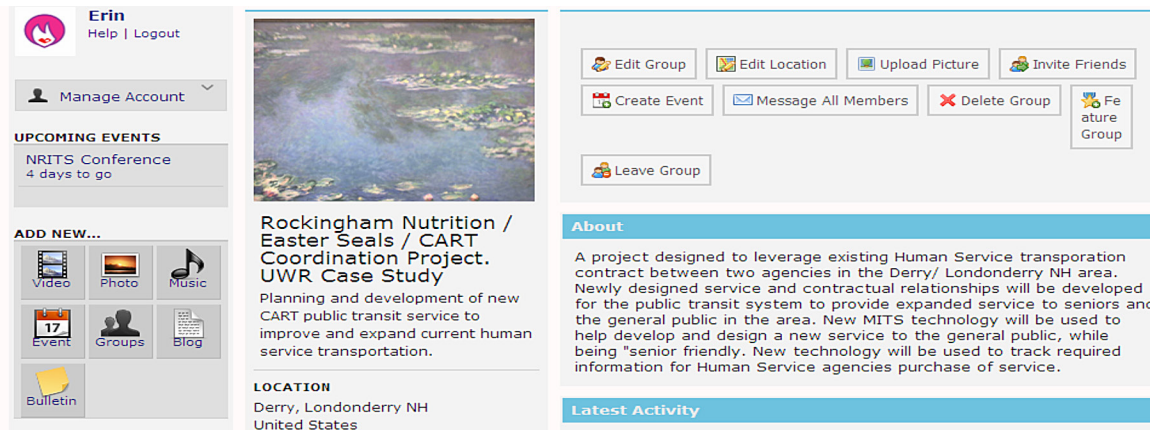 Erin
Help | Logout
Manage Account
UPCOMING EVENTS
NRITS Conference
4 days to go
ADD NEW...
Video
Photo
Music
17
Event
Groups
Blog
Bulletin
Rockingham Nutrition /
Easter Seals / CART
Coordination Project.
UWR Case Study
Planning and development of new
CART public transit service to
improve and expand current human
service transportation.
LOCATION
Derry, Londonderry NH
United States
Edit Group
Edit Location
Upload Picture
Invite Friends
Create Event
Message All Members
Delete Group
Fe
ature
Group
Leave Group
About
A project designed to leverage existing Human Service transporation
contract between two agencies in the Derry/ Londonderry NH area.
Newly designed service and contractual relationships will be developed
for the public transit system to provide expanded service to seniors and
the general public in the area. New MITS technology will be used to
help develop and design a new service to the general public, while
being "senior friendly. New technology will be used to track required
information for Human Service agencies purchase of service.
Latest Activity